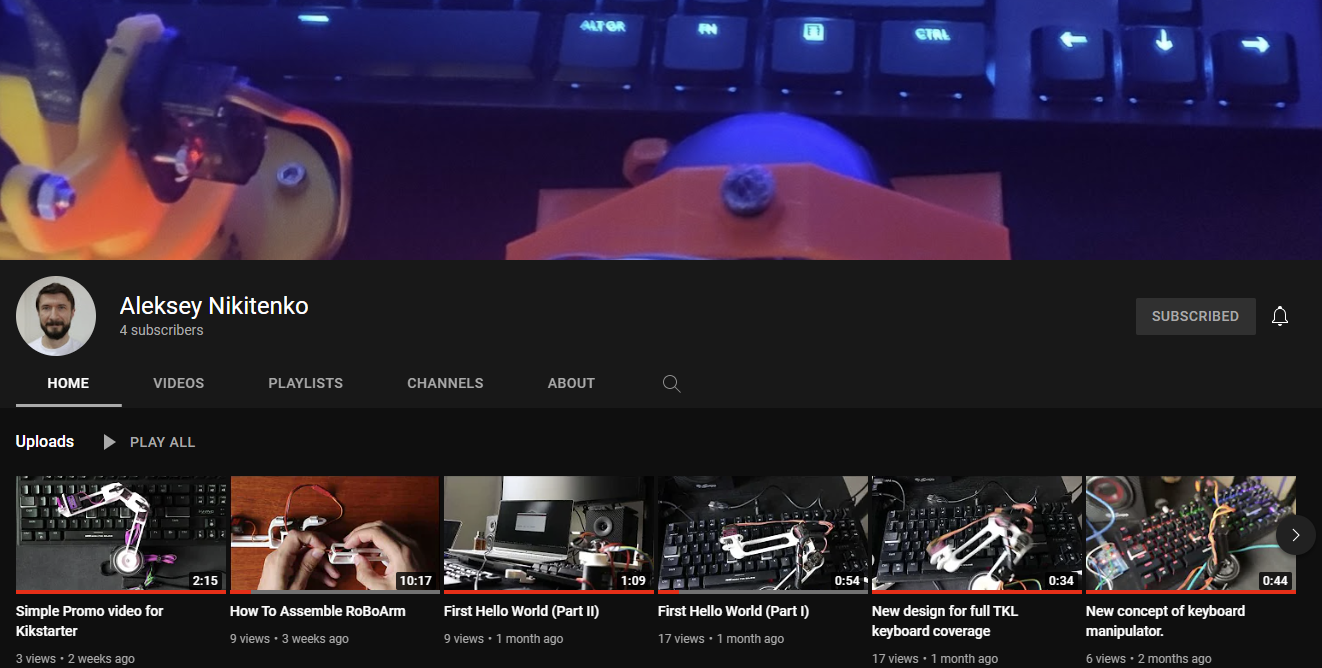 ALT GR FN CTRL
Aleksey Nikitenko
4 subscribers
SUBSCRIBED
HOME VIDEOS PLAYLISTS CHANNELS ABOUT
Uploads PLAY ALL
2:15 10:17 1:09 0:54 0:34 0:44
Simple Promo video for
Kikstarter
3 views • 2 weeks ago
How To Assemble RoBoArm
9 views • 3 weeks ago
First Hello World (Part II)
9 views • 1 month ago
First Hello World (Part I)
17 views • 1 month ago
New design for full TKL
keyboard coverage
17 views • 1 month ago
New concept of keyboard
manipulator.
6 views • 2 months ago